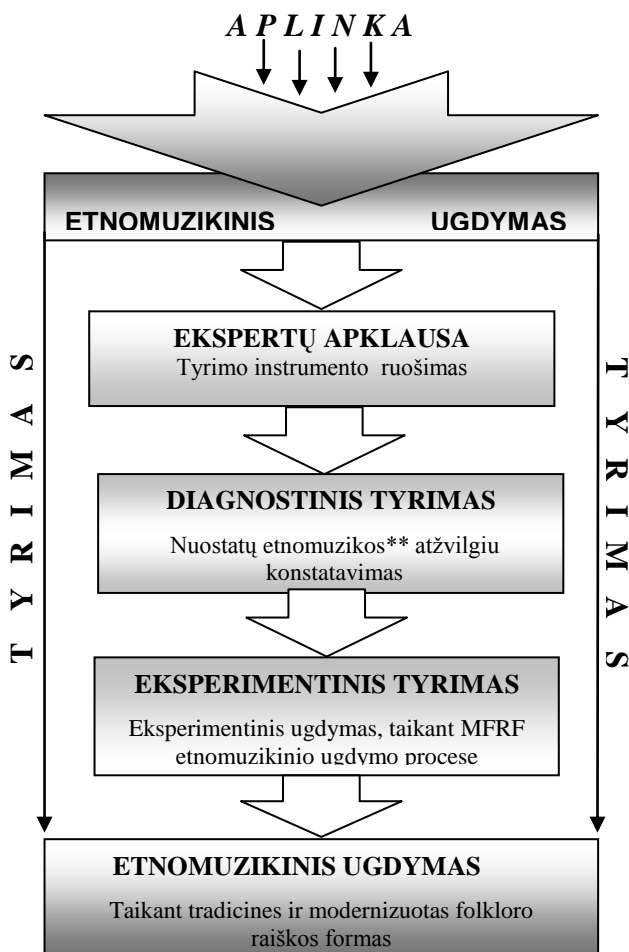 A P L I N K A
ETNOMUZIKINIS UGDYMAS
EKSPERTŲ APKLAUSA
Tyrimo instrumento ruošimas
T Y R I M A S
T Y R I M A S
DIAGNOSTINIS TYRIMAS
Nuostatų etnomuzikos** atžvilgiu
konstatavimas
EKSPERIMENTINIS TYRIMAS
Eksperimentinis ugdymas, taikant MFRF
etnomuzikinio ugdymo procese
ETNOMUZIKINIS UGDYMAS
Taikant tradicines ir modernizuotas folkloro
raiškos formas